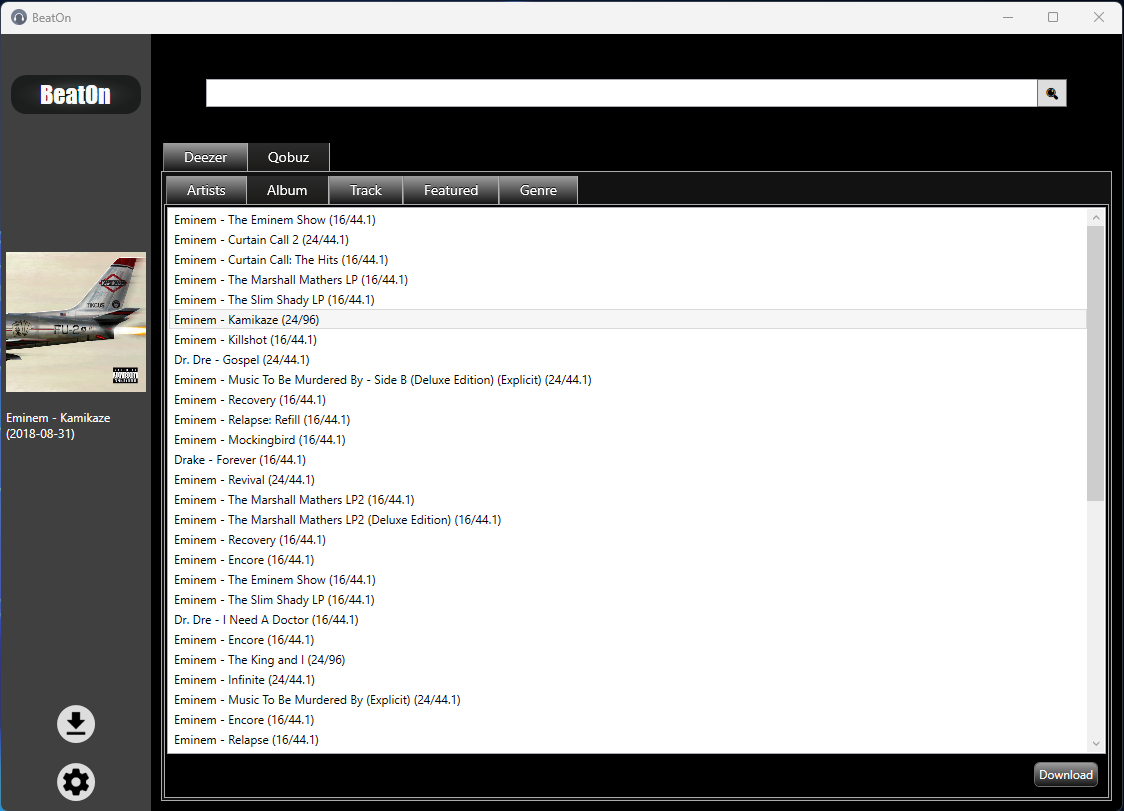 BeatOn
BeatOn
Deezer Qobuz
Artists Album Track Featured Genre
Eminem - The Eminem Show (16/44.1)
Eminem - Curtain Call 2 (24/44.1)
Eminem - Curtain Call: The Hits (16/44.1)
Eminem - The Marshall Mathers LP (16/44.1)
Eminem - The Slim Shady LP (16/44.1)
Eminem - Kamikaze (24/96)
Eminem - Killshot (16/44.1)
Dr. Dre - Gospel (24/44.1)
Eminem - Music To Be Murdered By - Side B (Deluxe Edition) (Explicit) (24/44.1)
Eminem - Recovery (16/44.1)
Eminem - Relapse: Refill (16/44.1)
Eminem - Mockingbird (16/44.1)
Drake - Forever (16/44.1)
Eminem - Revival (24/44.1)
Eminem - The Marshall Mathers LP2 (16/44.1)
Eminem - The Marshall Mathers LP2 (Deluxe Edition) (16/44.1)
Eminem - Recovery (16/44.1)
Eminem - Encore (16/44.1)
Eminem - The Eminem Show (16/44.1)
Eminem - The Slim Shady LP (16/44.1)
Dr. Dre - I Need A Doctor (16/44.1)
Eminem - Encore (16/44.1)
Eminem - The King and I (24/96)
Eminem - Infinite (24/44.1)
Eminem - Music To Be Murdered By (Explicit) (24/44.1)
Eminem - Encore (16/44.1)
Eminem - Relapse (16/44.1)
FU-2
Eminem - Kamikaze
(2018-08-31)
Download